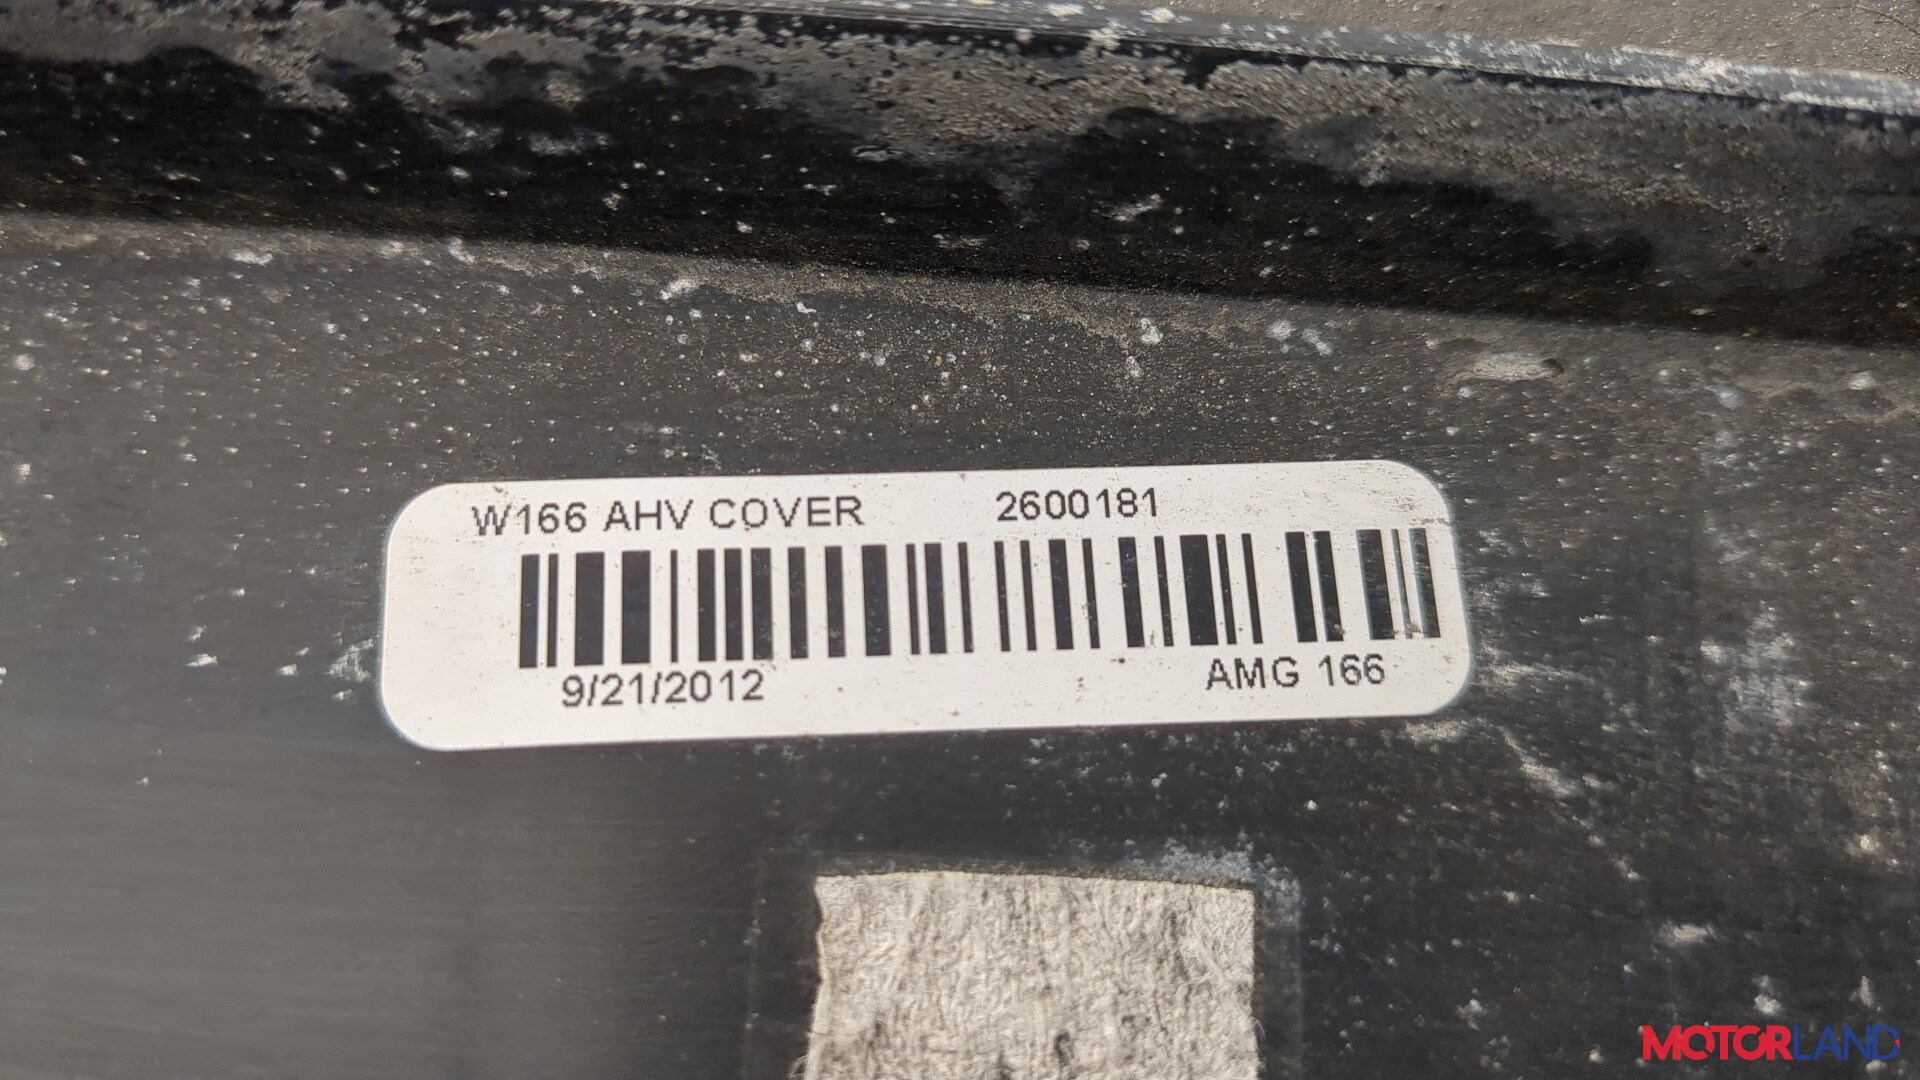 W166 AHV COVER 2600181
9/21/2012 AMG 166
MOTORLAND